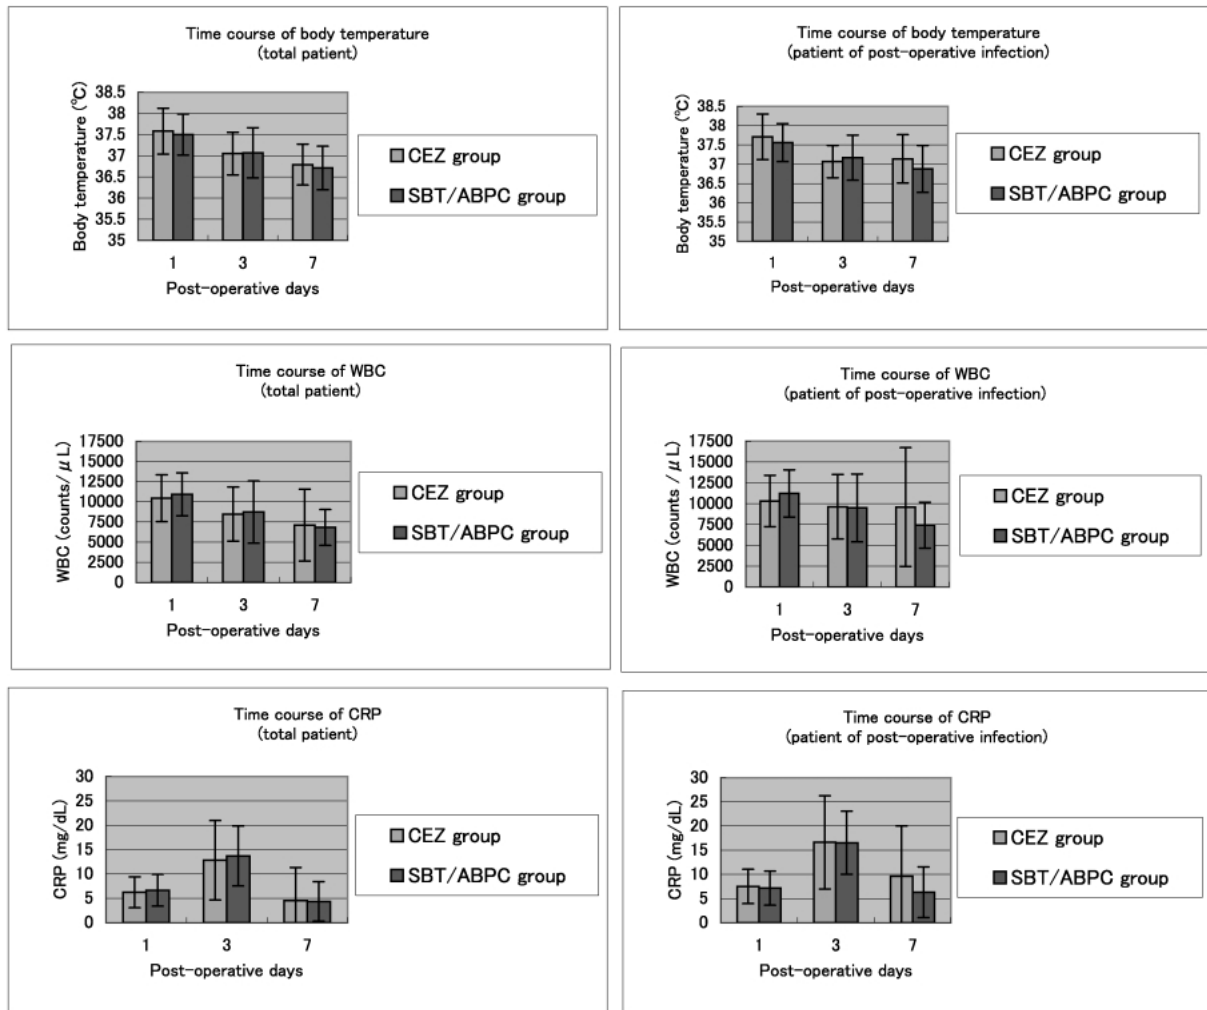 Time course of body temperature
(total patient)
Body temperature (℃)
38.5
38
37.5
37
36.5
36
35.5
35
1 3 7
Post-operative days
CEZ group
SBT/ABPC group
Time course of body temperature
(patient of post-operative infection)
Body temperature (℃)
38.5
38
37.5
37
36.5
36
35.5
35
1 3 7
Post-operative days
CEZ group
SBT/ABPC group
Time course of WBC
(total patient)
WBC (counts/μL)
17500
15000
12500
10000
7500
5000
2500
0
1 3 7
Post-operative days
CEZ group
SBT/ABPC group
Time course of WBC
(patient of post-operative infection)
WBC (counts / μL)
17500
15000
12500
10000
7500
5000
2500
0
1 3 7
Post-operative days
CEZ group
SBT/ABPC group
Time course of CRP
(total patient)
CRP (mg/dL)
30
25
20
15
10
5
0
1 3 7
Post-operative days
CEZ group
SBT/ABPC group
Time course of CRP
(patient of post-operative infection)
CRP (mg/dL)
30
25
20
15
10
5
0
1 3 7
Post-operative days
CEZ group
SBT/ABPC group